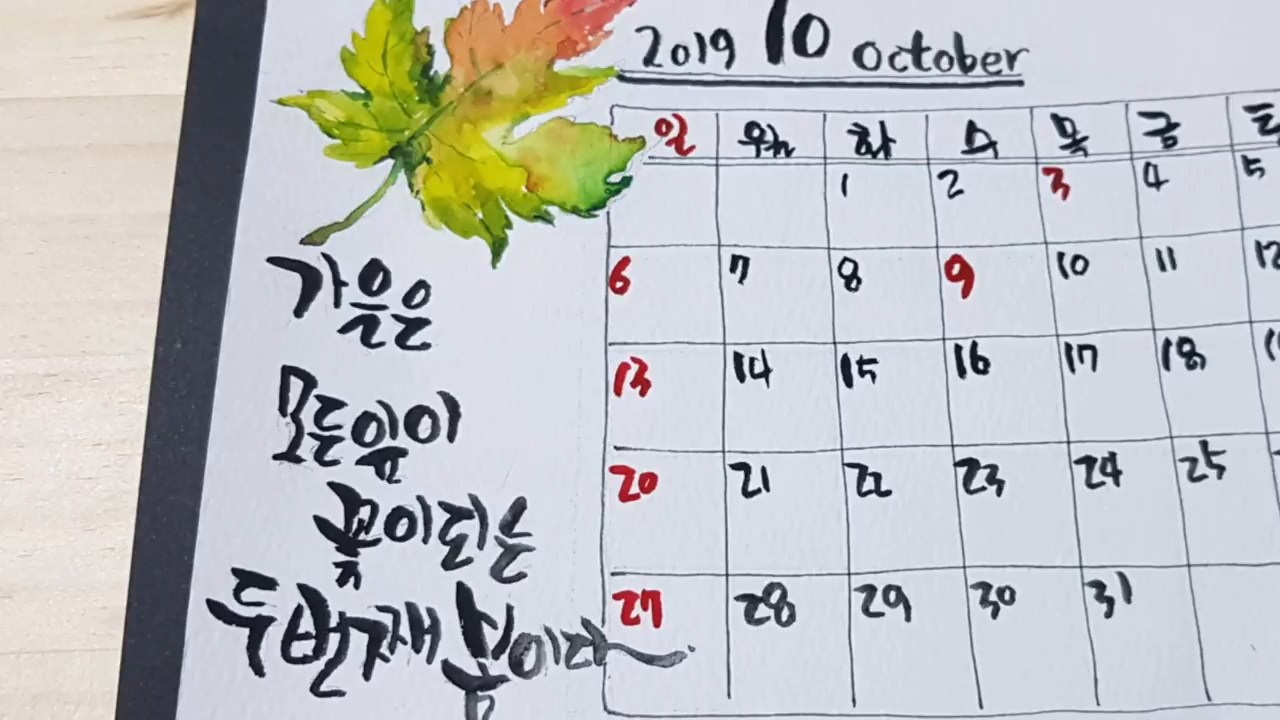 2019 10 October
일 월 화 수 목 금 토
1 2 3 4 5
6 7 8 9 10 11 12
13 14 15 16 17 18
20 21 22 23 24 25
27 28 29 30 31
가을은
모든잎이
꽃이되는
두번째 봄이다